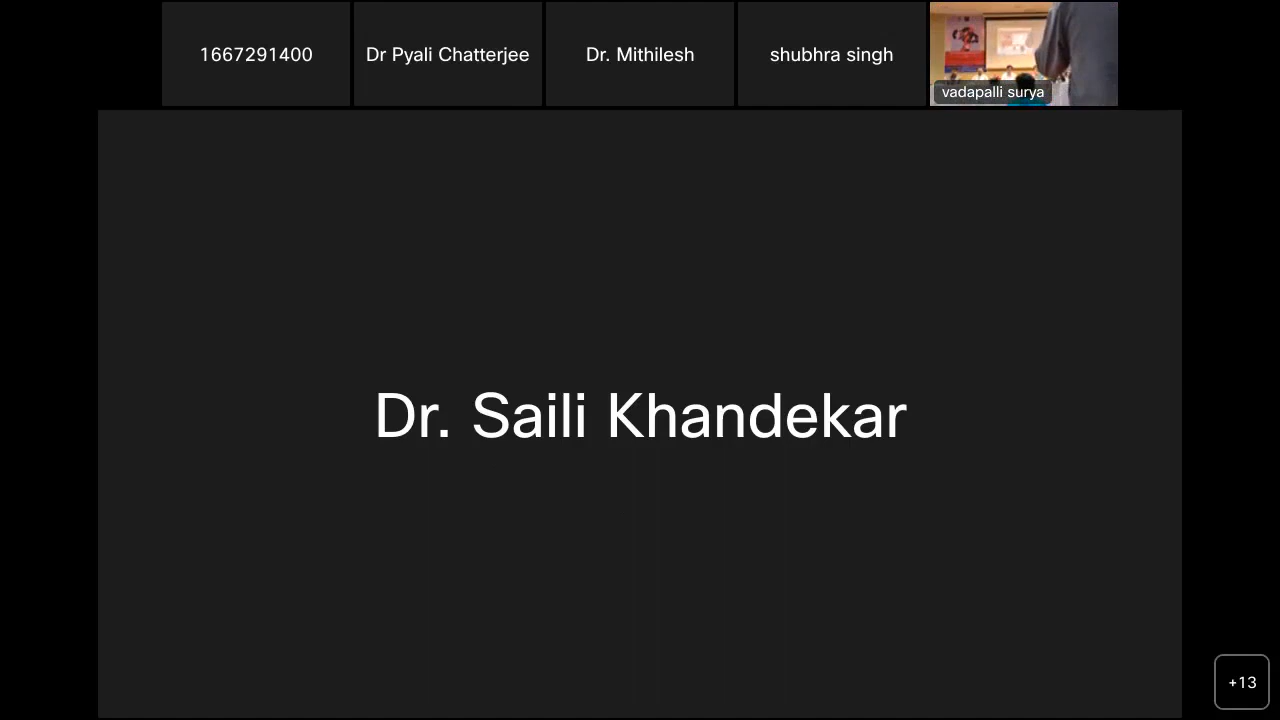 1667291400
Dr Pyali Chatterjee
Dr. Mithilesh
shubhra singh
vadapalli surya
Dr. Saili Khandekar
+13